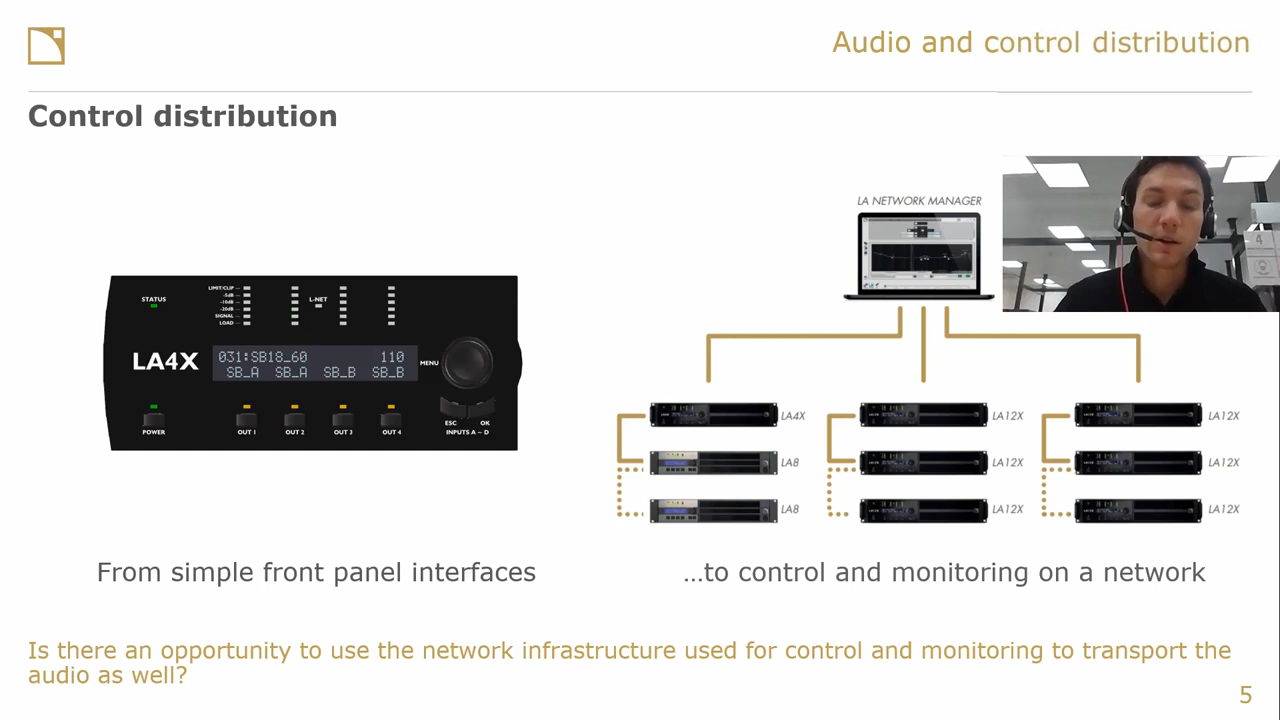 Audio and control distribution
Control distribution
LA NETWORK MANAGER
4
STATUS
LIMIT/CLIP
-5dB
-10dB
-20dB
SIGNAL
LOAD
L-NET
LA4X
031:SB18_60 110
SB_A SB_A SB_B SB_B
MENU
POWER
OUT 1
OUT 2
OUT 3
OUT 4
ESC
OK
INPUTS A – D
LA4X
LA12X
LA12X
LA8
LA12X
LA12X
LA8
LA12X
LA12X
From simple front panel interfaces
...to control and monitoring on a network
Is there an opportunity to use the network infrastructure used for control and monitoring to transport the
audio as well?
5